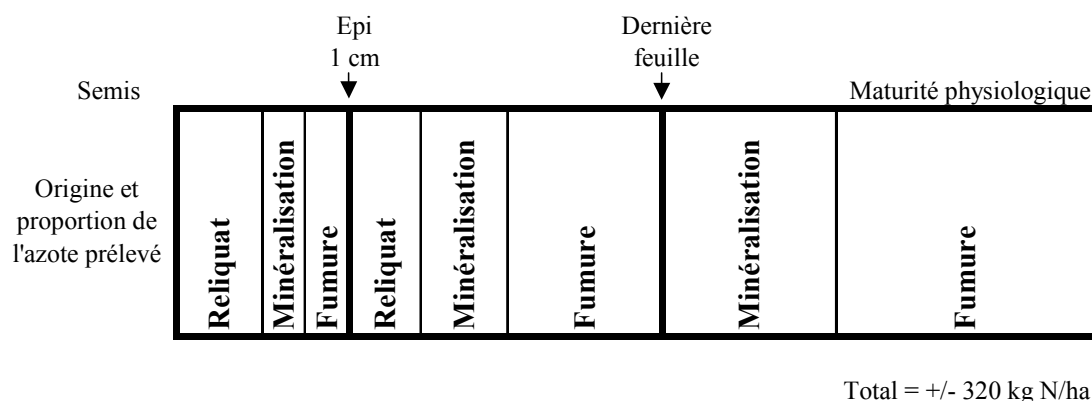 Epi
1 cm
Dernière
feuille
Semis
Maturité physiologique
Origine et
proportion de
l'azote prélevé
Reliquat
Minéralisation
Fumure
Reliquat
Minéralisation
Fumure
Minéralisation
Fumure
Total = +/- 320 kg N/ha